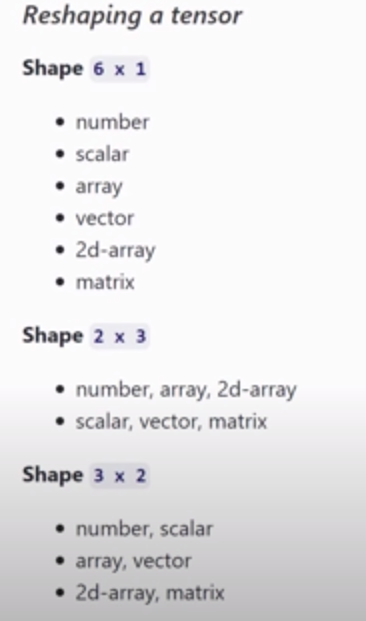 Reshaping a tensor
Shape 6 x 1
• number
• scalar
• array
• vector
• 2d-array
• matrix
Shape 2 x 3
• number, array, 2d-array
• scalar, vector, matrix
Shape 3 x 2
• number, scalar
• array, vector
• 2d-array, matrix